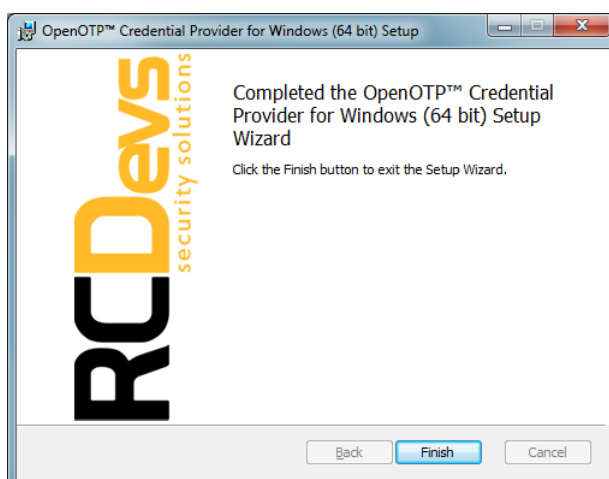 OpenOTP™ Credential Provider for Windows (64 bit) Setup
RCDevs
security solutions
Completed the OpenOTP™ Credential
Provider for Windows (64 bit) Setup
Wizard
Click the Finish button to exit the Setup Wizard.
Back
Finish
Cancel